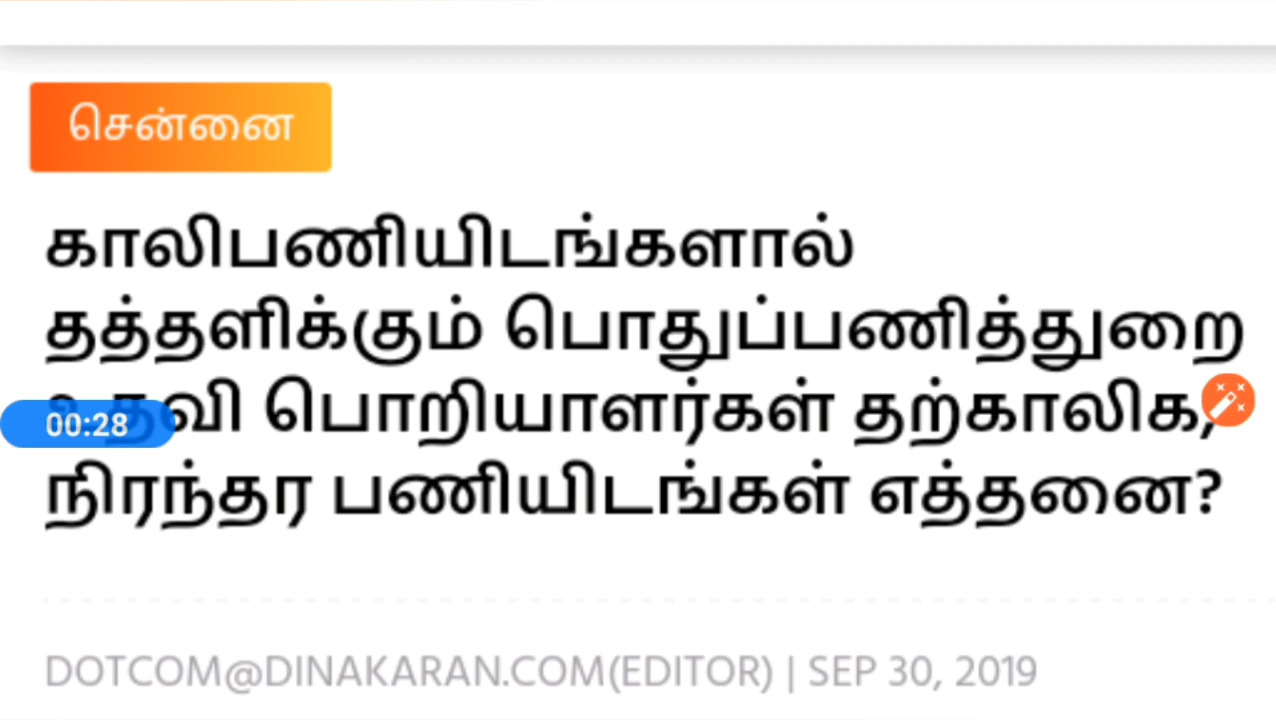 சென்னை
காலிபணியிடங்களால்
தத்தளிக்கும் பொதுப்பணித்துறை
உதவி பொறியாளர்கள் தற்காலிக,
00:28
நிரந்தர பணியிடங்கள் எத்தனை?
DOTCOM@DINAKARAN.COM(EDITOR) | SEP 30, 2019